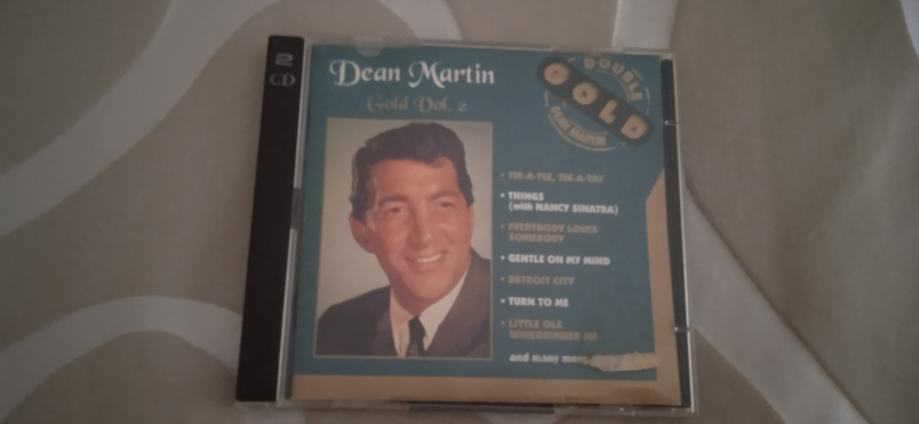 2
CD
Dean Martin
Gold Vol. 2
DOUBLE
GOLD
DEAN MARTIN
• TIK-A-TEE, TIK-A-TAY
• THINGS
(with NANCY SINATRA)
• EVERYBODY LOVES
SOMEBODY
• GENTLE ON MY MIND
• DETROIT CITY
• TURN TO ME
• LITTLE OLE
WINEDRINKER ME
and many more